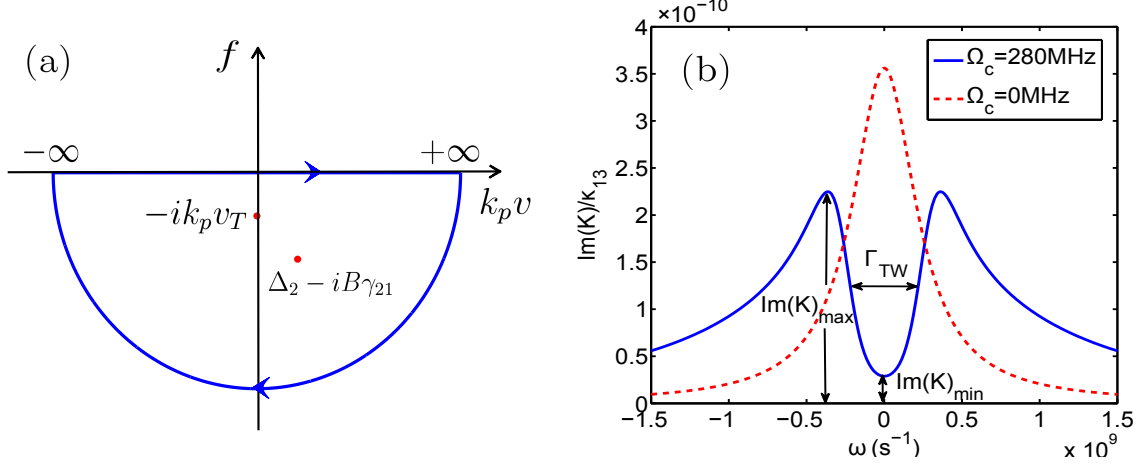 (a)
f
−∞
+∞
k_p v
−ik_p v_T
Δ_2 − iBγ_21
×10^−10
4
3.5
3
2.5
2
1.5
1
0.5
0
Im(K)/κ_13
(b)
Ω_c=280MHz
Ω_c=0MHz
Γ_TW
Im(K)_max
Im(K)_min
−1.5 −1 −0.5 0 0.5 1 1.5
ω (s^−1)
x 10^9